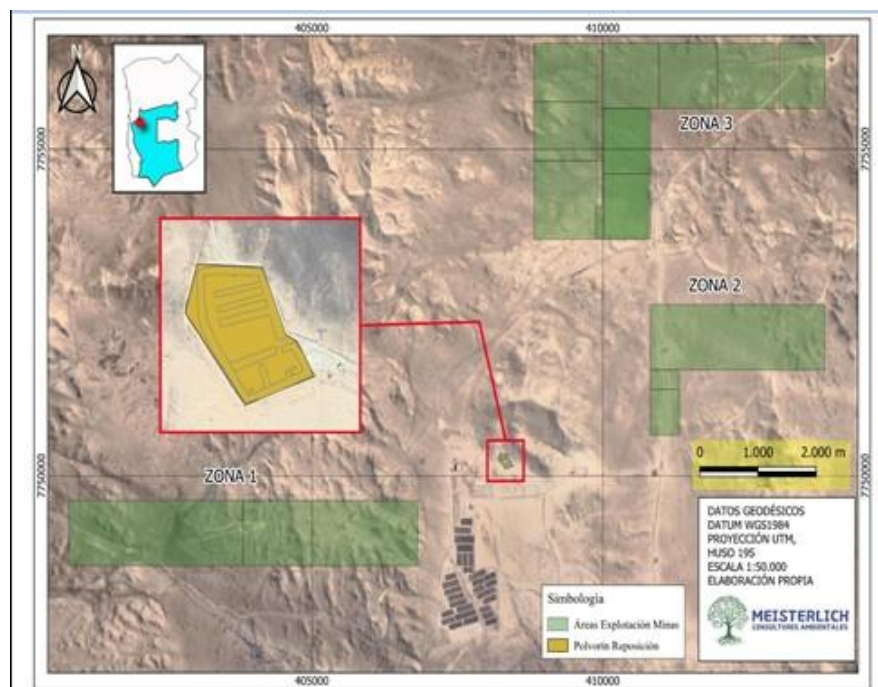 405000
410000
N
ZONA 3
7755000
7755000
ZONA 2
0 1.000 2.000 m
ZONA 1
7750000
7750000
DATOS GEODÉSICOS
DATUM WGS1984
PROYECCIÓN UTM,
HUSO 19S
ESCALA 1:50.000
ELABORACIÓN PROPIA
MEISTERLICH
CONSULTORES AMBIENTALES
Simbología
Áreas Explotación Minas
Polvorín Reposición
405000
410000